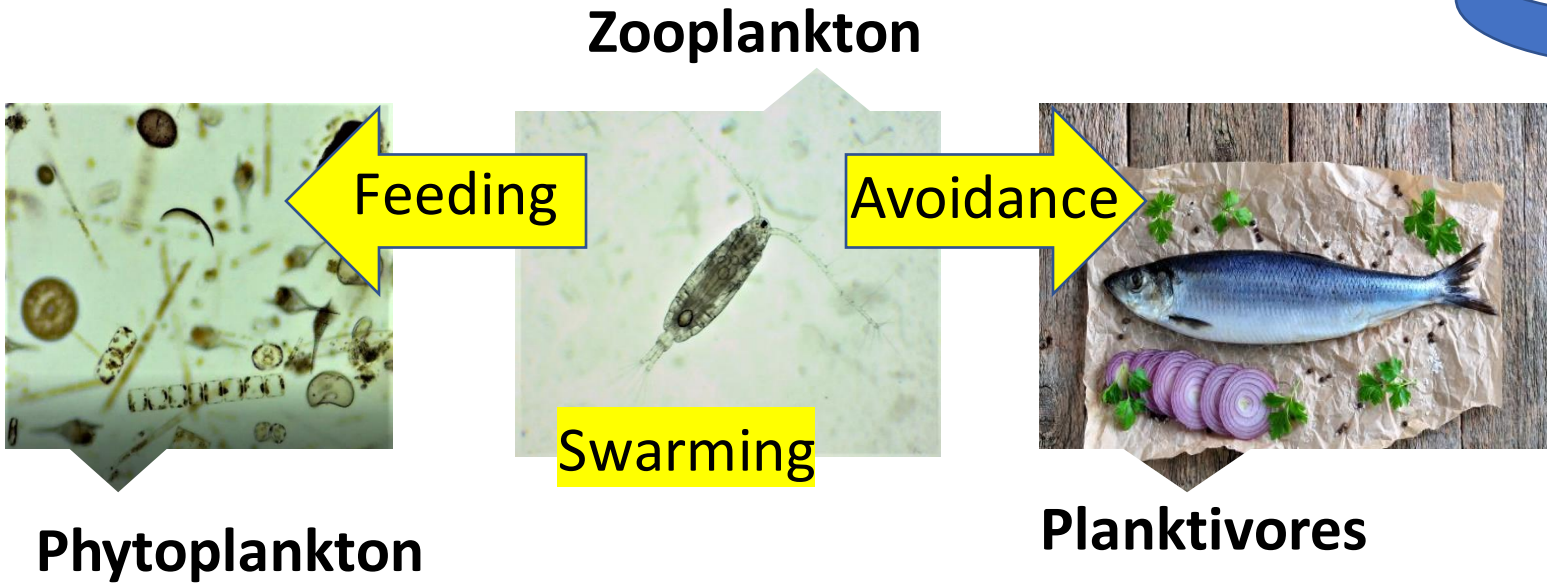 Zooplankton
Feeding
Avoidance
Swarming
Phytoplankton
Planktivores